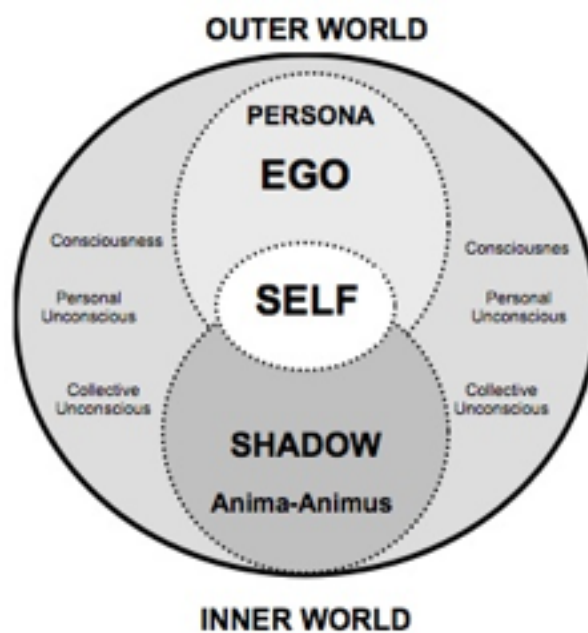 OUTER WORLD
PERSONA
EGO
Consciousness
Consciousnes
SELF
Personal
Unconscious
Personal
Unconscious
Collective
Unconscious
Collective
Unconscious
SHADOW
Anima-Animus
INNER WORLD